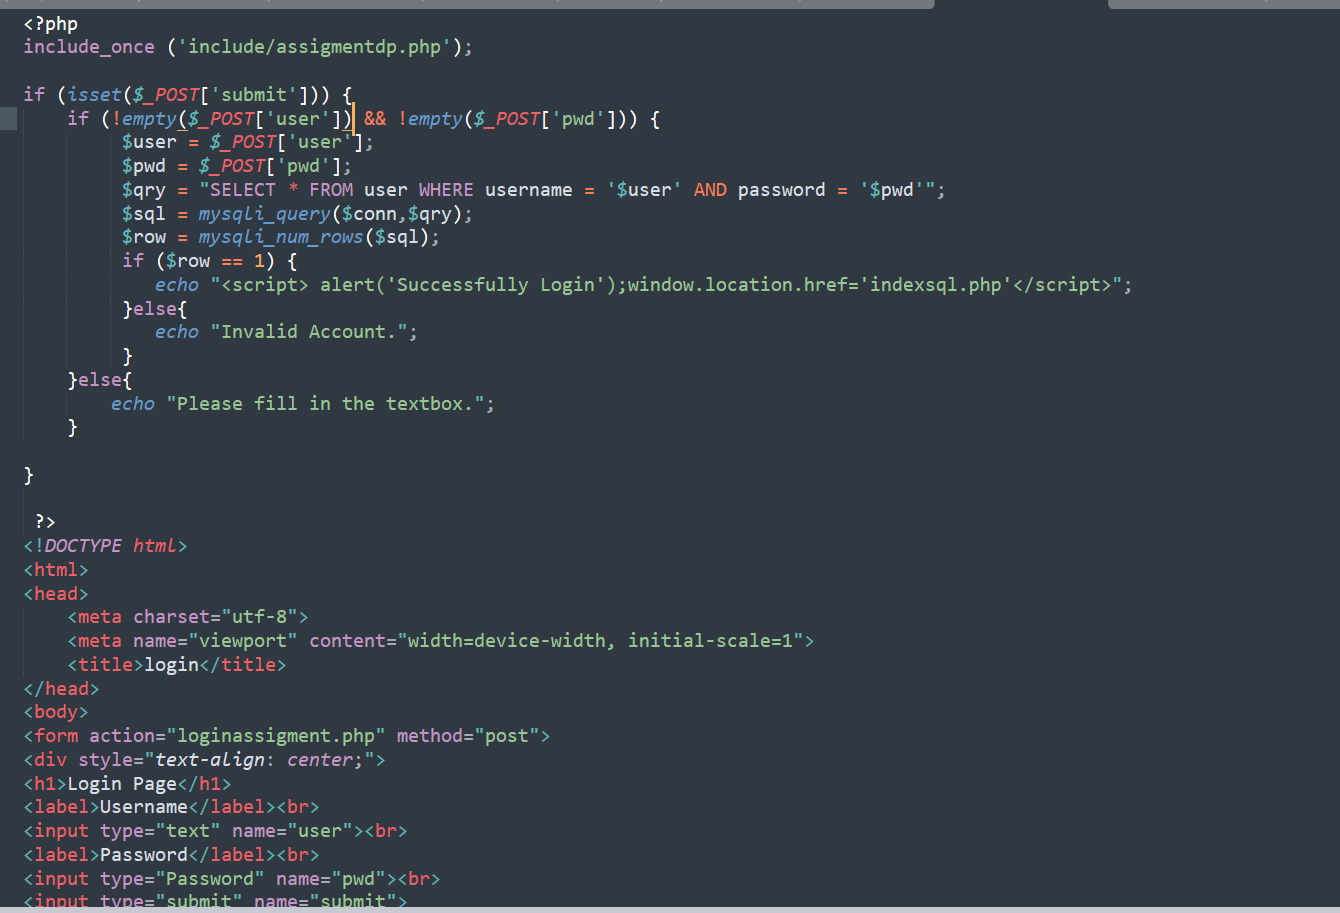 <?php
include_once ('include/assigmentdp.php');
if (isset($_POST['submit'])) {
if (!empty($_POST['user']) && !empty($_POST['pwd'])) {
$user = $_POST['user'];
$pwd = $_POST['pwd'];
$qry = "SELECT * FROM user WHERE username = '$user' AND password = '$pwd'";
$sql = mysqli_query($conn,$qry);
$row = mysqli_num_rows($sql);
if ($row == 1) {
echo "<script> alert('Successfully Login');window.location.href='indexsql.php'</script>";
}else{
echo "Invalid Account.";
}
}else{
echo "Please fill in the textbox.";
}
}
?>
<!DOCTYPE html>
<html>
<head>
<meta charset="utf-8">
<meta name="viewport" content="width=device-width, initial-scale=1">
<title>login</title>
</head>
<body>
<form action="loginassigment.php" method="post">
<div style="text-align: center;">
<h1>Login Page</h1>
<label>Username</label><br>
<input type="text" name="user"><br>
<label>Password</label><br>
<input type="Password" name="pwd"><br>
<input type="submit" name="submit">